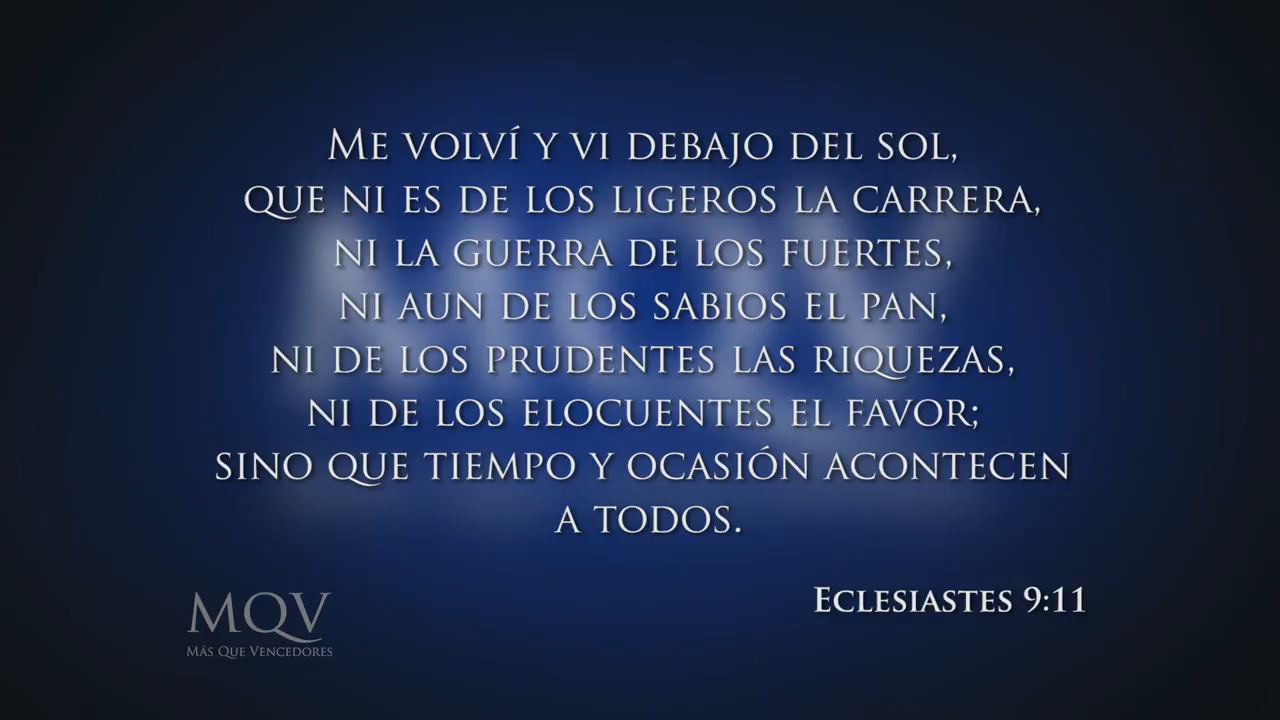 Me volví y vi debajo del sol,
que ni es de los ligeros la carrera,
ni la guerra de los fuertes,
ni aun de los sabios el pan,
ni de los prudentes las riquezas,
ni de los elocuentes el favor;
sino que tiempo y ocasión acontecen
a todos.
Eclesiastes 9:11
MQV
Más Que Vencedores